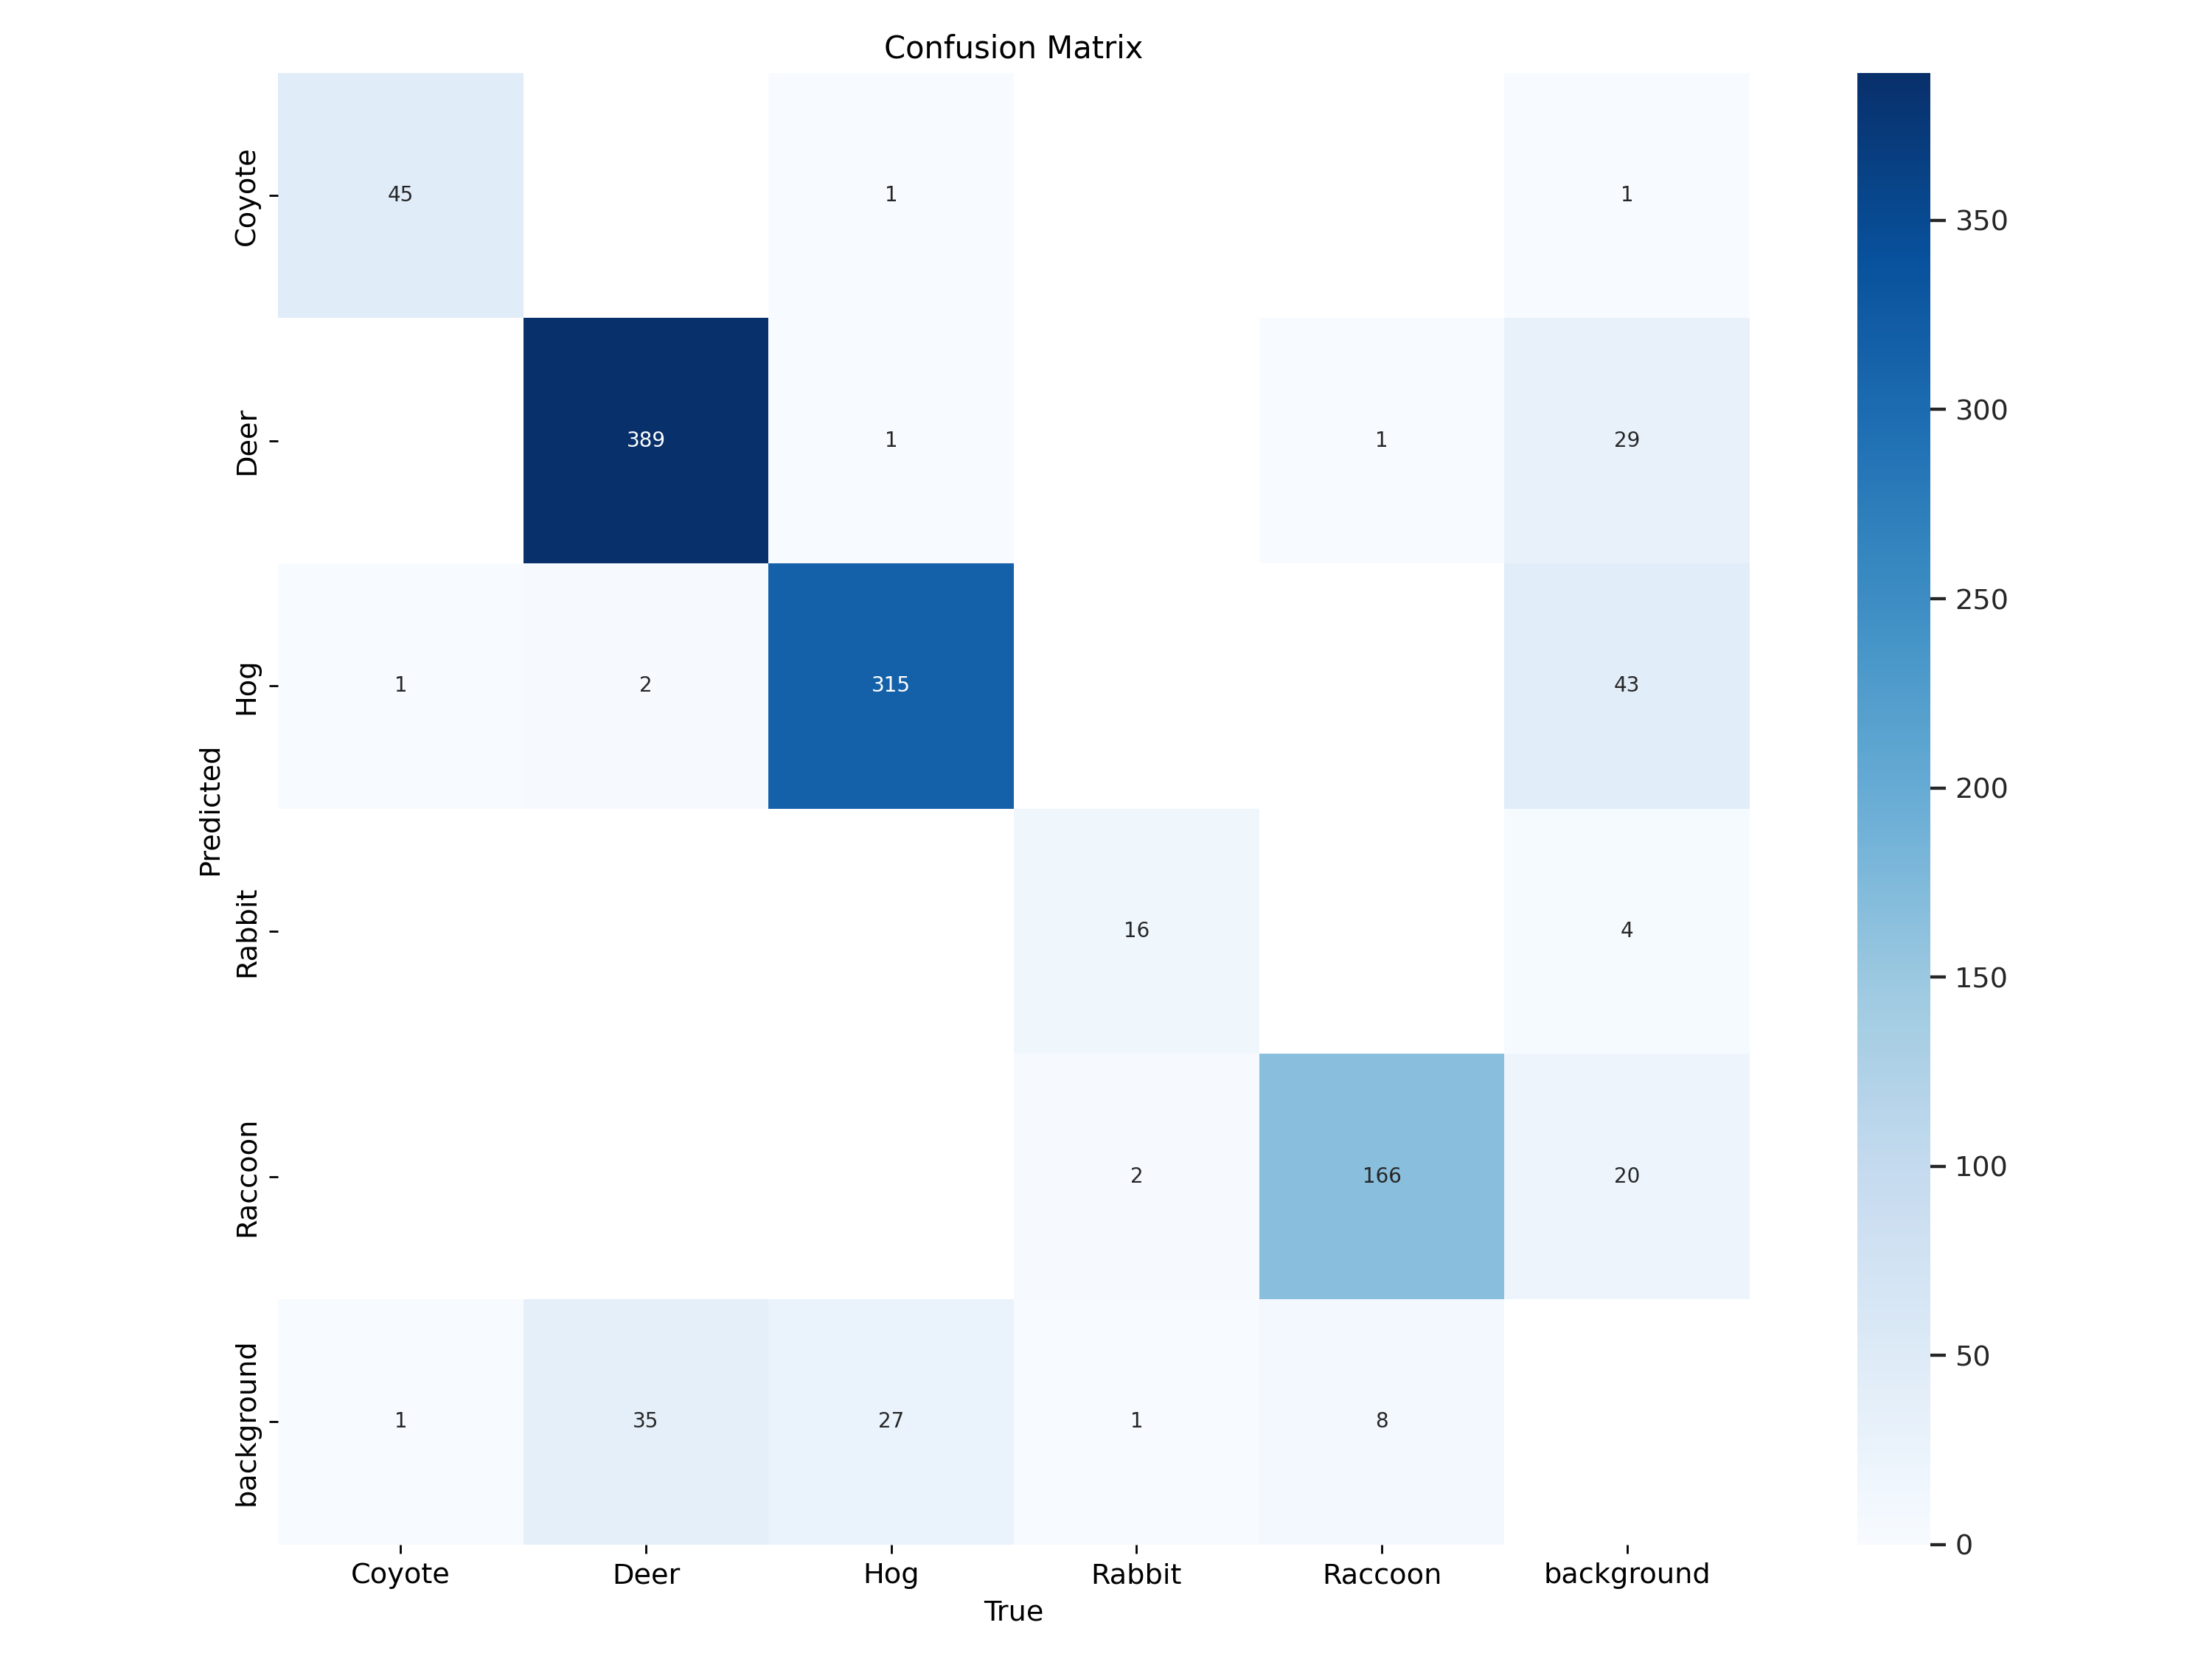 Confusion Matrix
Coyote
45
1
1
350
Deer
389
1
1
29
300
250
Hog
1
2
315
43
Predicted
200
Rabbit
16
4
150
Raccoon
2
166
20
100
background
1
35
27
1
8
50
0
Coyote
Deer
Hog
Rabbit
Raccoon
background
True